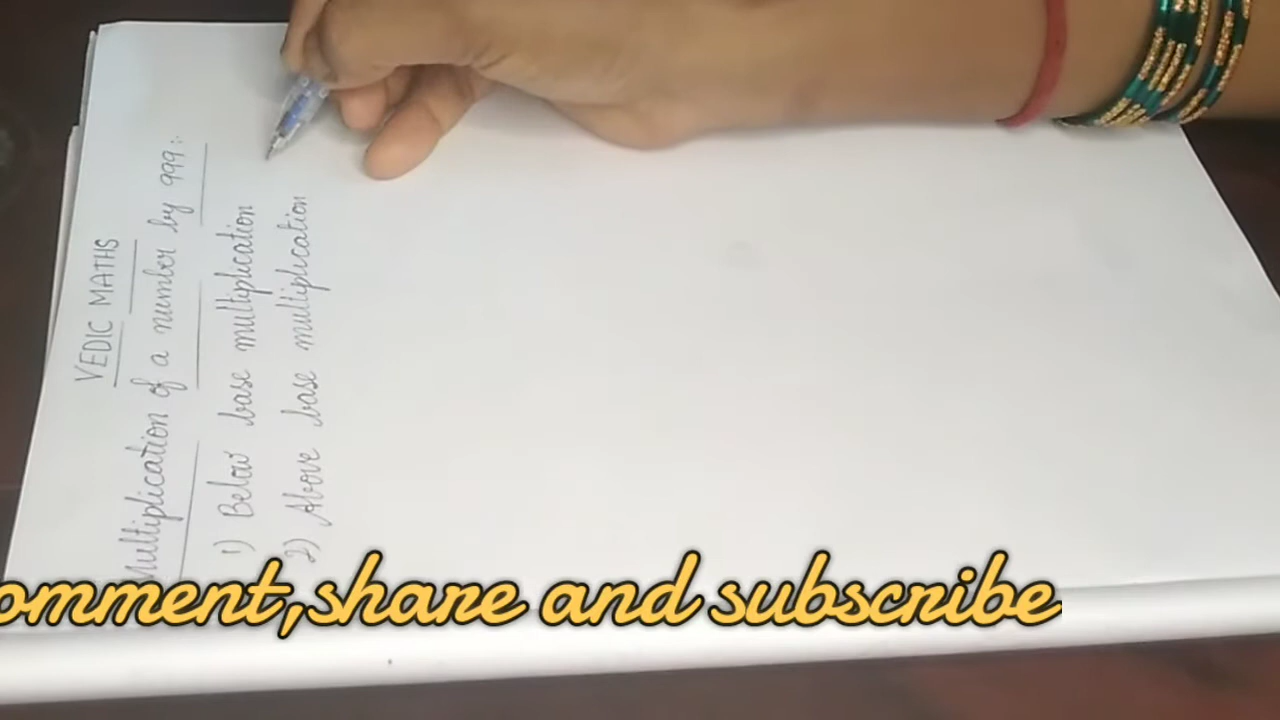 VEDIC MATHS
Multiplication of a number by 999:-
1) Below base multiplication
2) Above base multiplication
omment,share and subscribe